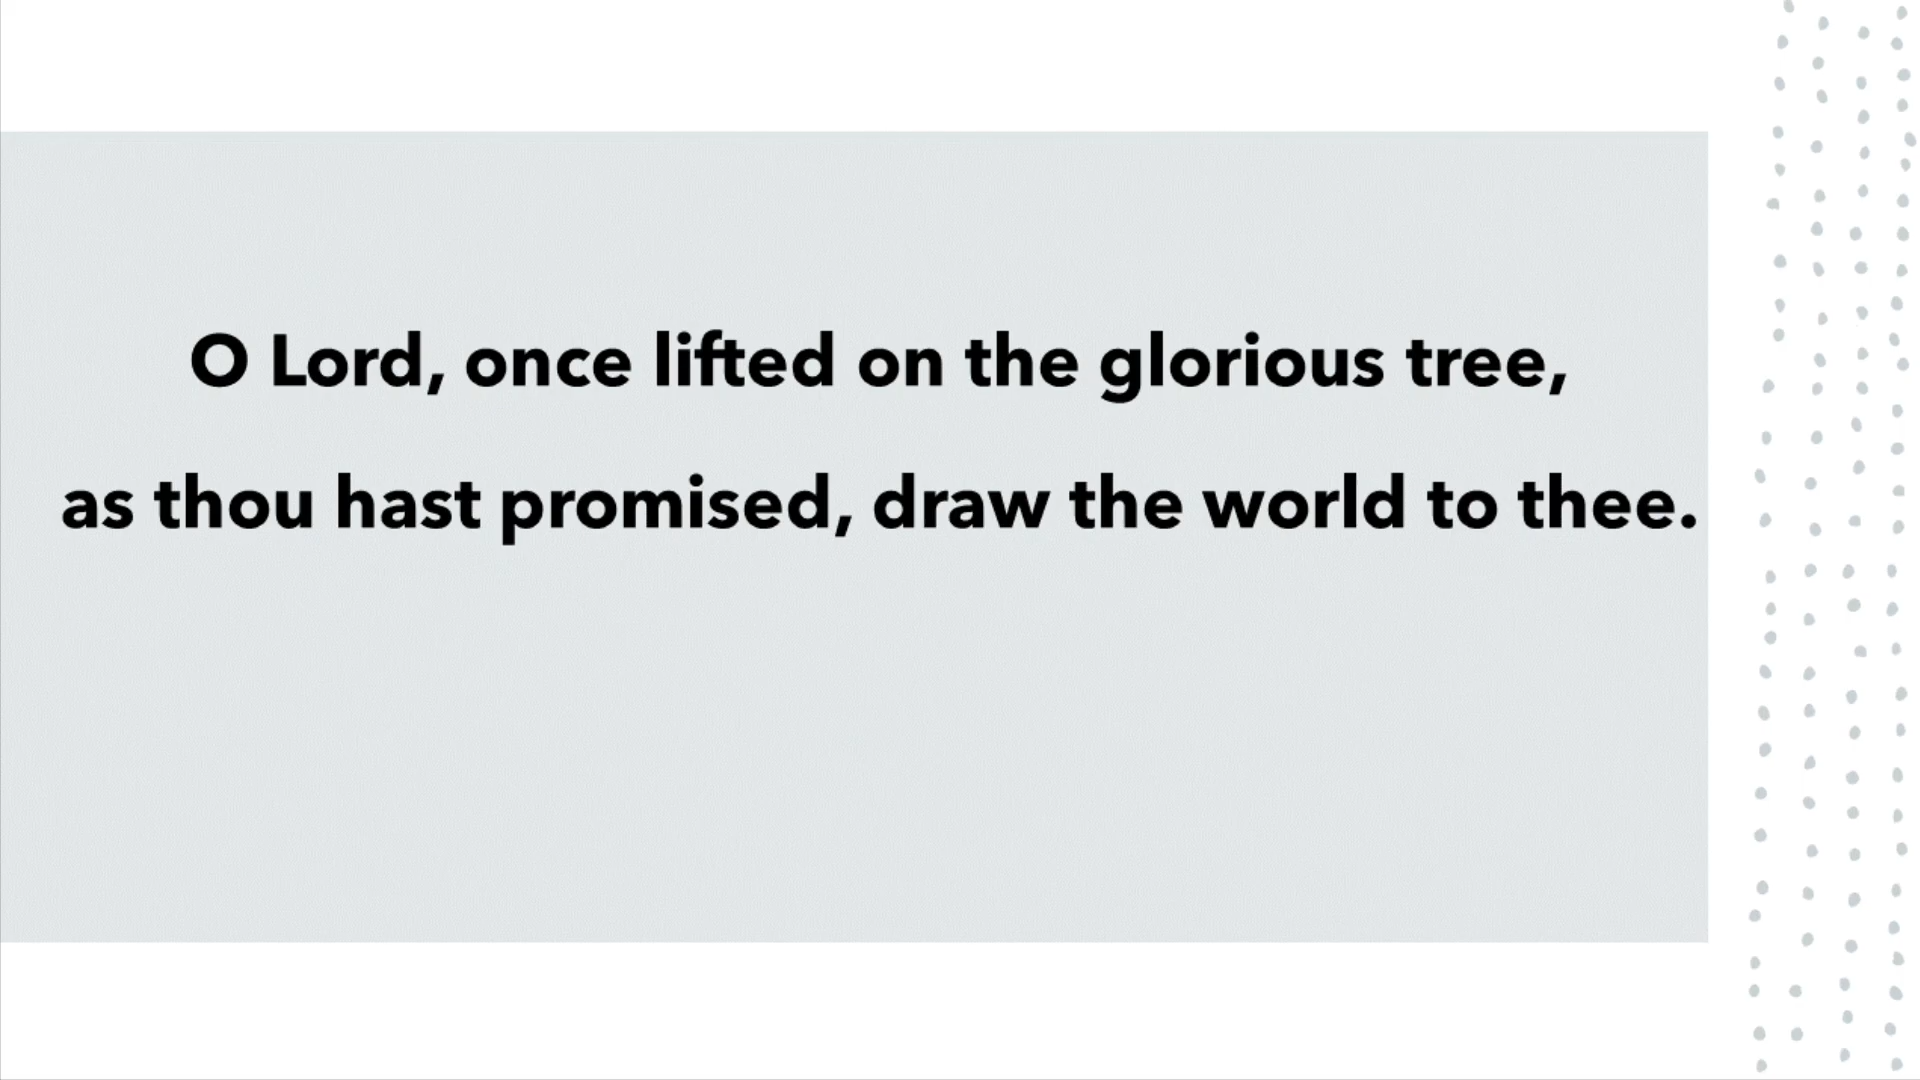 O Lord, once lifted on the glorious tree,
as thou hast promised, draw the world to thee.